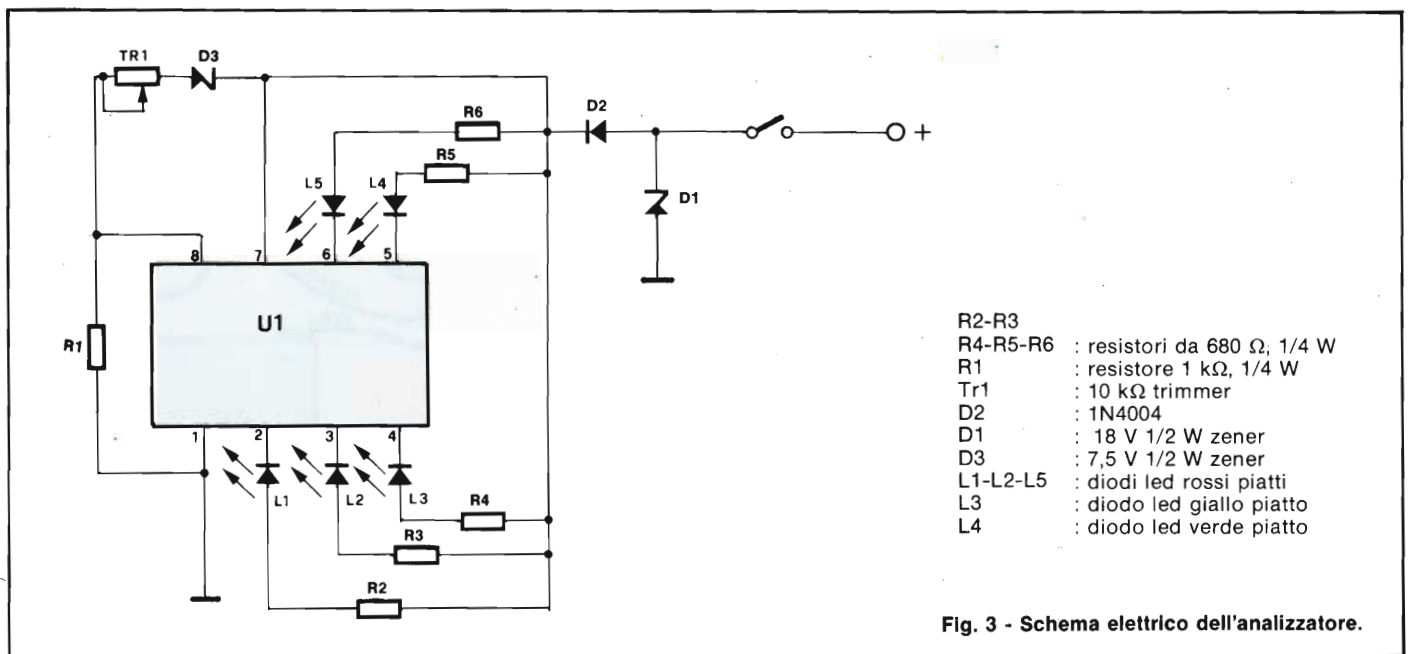 TR1
D3
R6
D2
+
R5
L5
L4
D1
8
7
6
5
U1
R1
1
2
3
4
L1
L2
L3
R4
R3
R2
R2-R3
R4-R5-R6 : resistori da 680 Ω, 1/4 W
R1 : resistore 1 kΩ, 1/4 W
Tr1 : 10 kΩ trimmer
D2 : 1N4004
D1 : 18 V 1/2 W zener
D3 : 7,5 V 1/2 W zener
L1-L2-L5 : diodi led rossi piatti
L3 : diodo led giallo piatto
L4 : diodo led verde piatto
Fig. 3 - Schema elettrico dell'analizzatore.